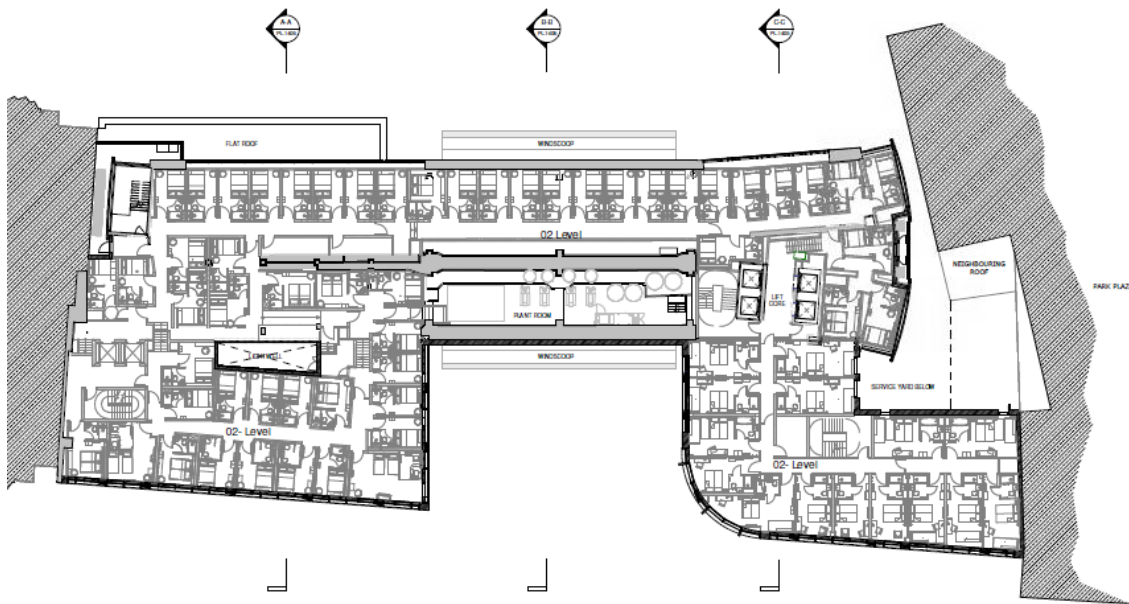 A-A
B-B
C-C
FLAT ROOF
WINDSCOOP
02 Level
NEIGHBOURING
ROOF
PARK PLAZ
LIFT
CORE
PLANT ROOM
WINDSCOOP
SERVICE YARD BELOW
02- Level
02- Level